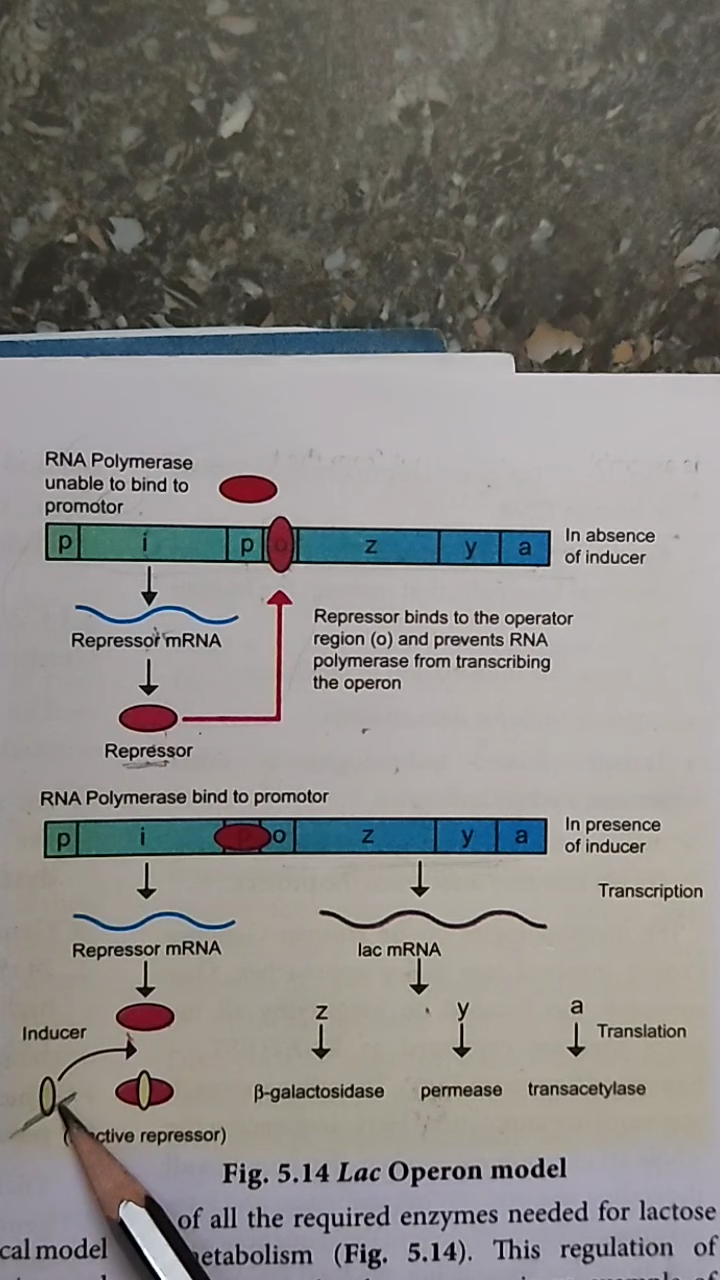 RNA Polymerase
unable to bind to
promotor
p i p o z y a
In absence
of inducer
Repressor mRNA
Repressor binds to the operator
region (o) and prevents RNA
polymerase from transcribing
the operon
Repressor
RNA Polymerase bind to promotor
p i p o z y a
In presence
of inducer
Transcription
Repressor mRNA
lac mRNA
Inducer
z y a
Translation
β-galactosidase permease transacetylase
ctive repressor)
Fig. 5.14 Lac Operon model
of all the required enzymes needed for lactose
cal model etabolism (Fig. 5.14). This regulation of